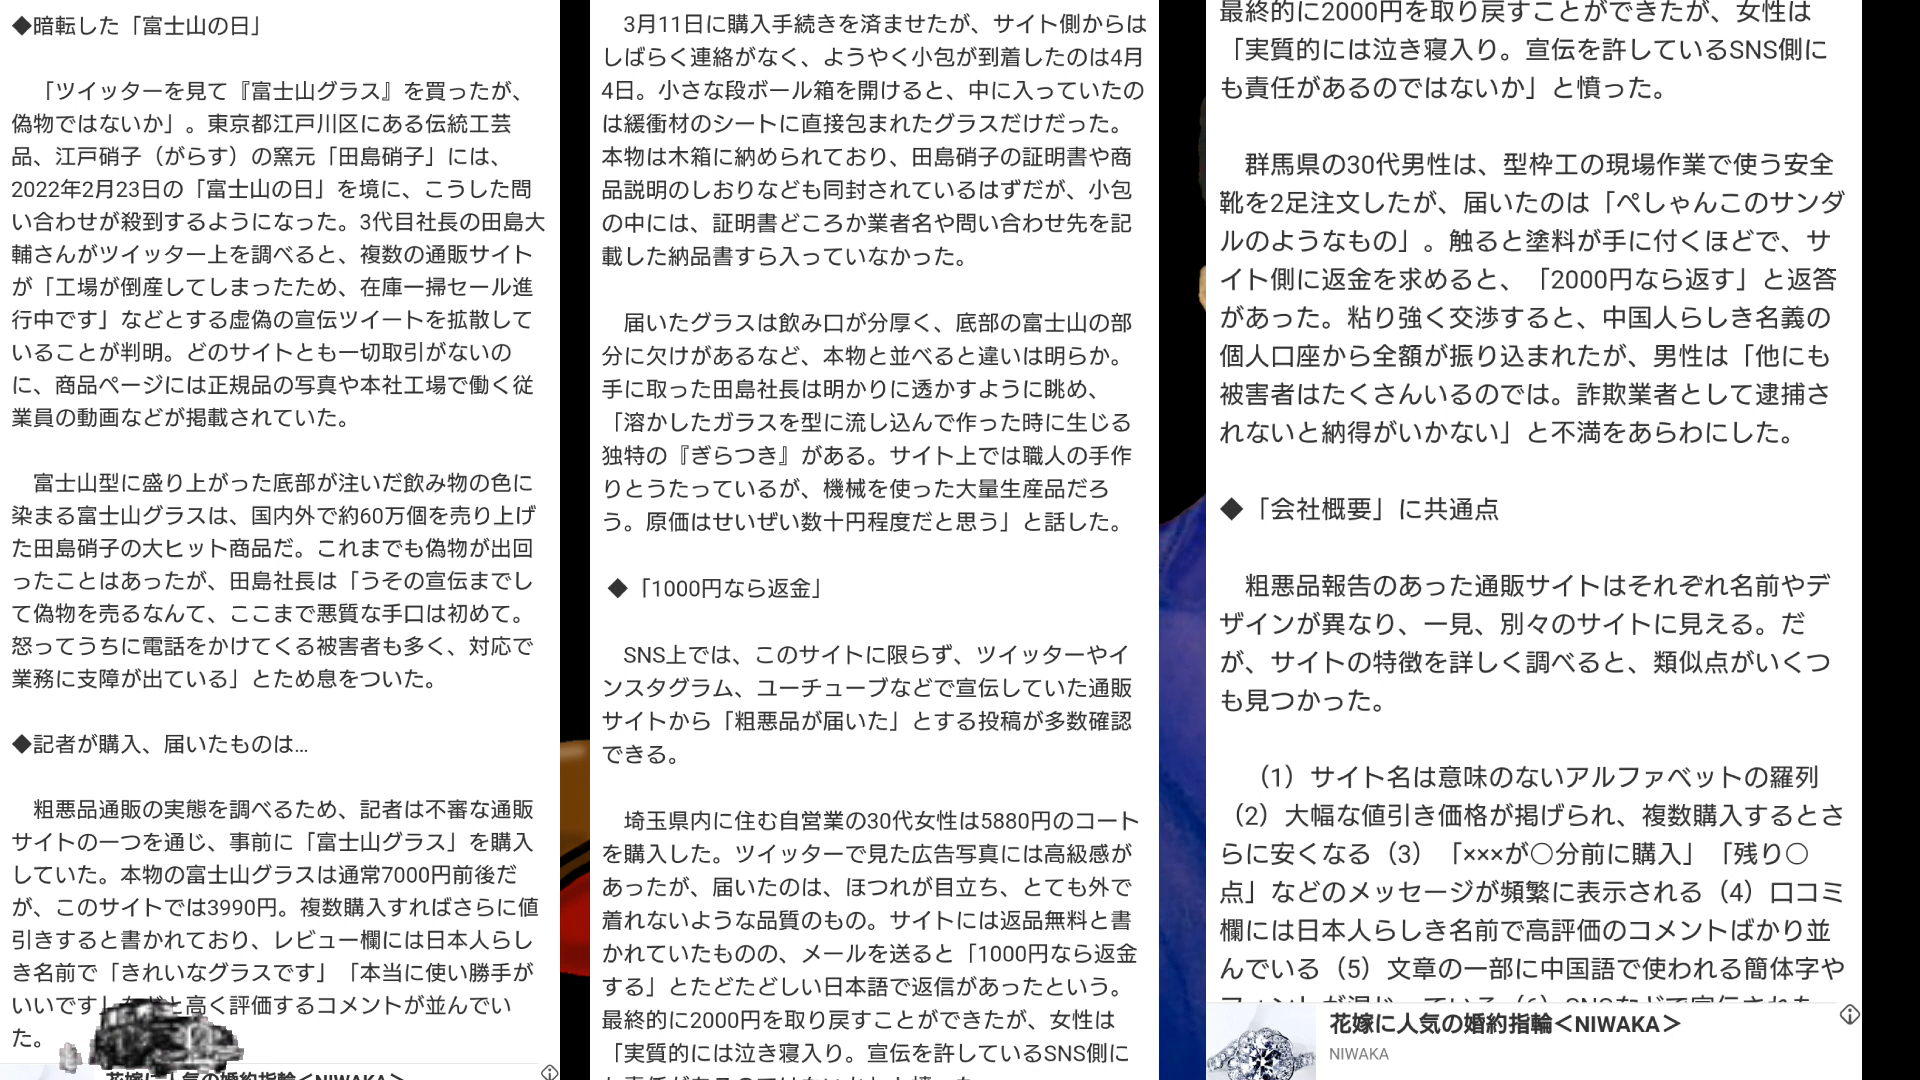 ◆暗転した「富士山の日」
「ツイッターを見て『富士山グラス』を買ったが、
偽物ではないか」。東京都江戸川区にある伝統工芸
品、江戸硝子（がらす）の窯元「田島硝子」には、
2022年2月23日の「富士山の日」を境に、こうした問
い合わせが殺到するようになった。3代目社長の田島大
輔さんがツイッター上を調べると、複数の通販サイト
が「工場が倒産してしまったため、在庫一掃セール進
行中です」などとする虚偽の宣伝ツイートを拡散して
いることが判明。どのサイトとも一切取引がないの
に、商品ページには正規品の写真や本社工場で働く従
業員の動画などが掲載されていた。
富士山型に盛り上がった底部が注いだ飲み物の色に
染まる富士山グラスは、国内外で約60万個を売り上げ
た田島硝子の大ヒット商品だ。これまでも偽物が出回
ったことはあったが、田島社長は「うその宣伝までし
て偽物を売るなんて、ここまで悪質な手口は初めて。
怒ってうちに電話をかけてくる被害者も多く、対応で
業務に支障が出ている」とため息をついた。
◆記者が購入、届いたものは…
粗悪品通販の実態を調べるため、記者は不審な通販
サイトの一つを通じ、事前に「富士山グラス」を購入
していた。本物の富士山グラスは通常7000円前後だ
が、このサイトでは3990円。複数購入すればさらに値
引きすると書かれており、レビュー欄には日本人らし
き名前で「きれいなグラスです」「本当に使い勝手が
いいです」などと高く評価するコメントが並んでい
た。
花嫁に人気の婚約指輪＜NIWAKA＞
3月11日に購入手続きを済ませたが、サイト側からは
しばらく連絡がなく、ようやく小包が到着したのは4月
4日。小さな段ボール箱を開けると、中に入っていたの
は緩衝材のシートに直接包まれたグラスだけだった。
本物は木箱に納められており、田島硝子の証明書や商
品説明のしおりなども同封されているはずだが、小包
の中には、証明書どころか業者名や問い合わせ先を記
載した納品書すら入っていなかった。
届いたグラスは飲み口が分厚く、底部の富士山の部
分に欠けがあるなど、本物と並べると違いは明らか。
手に取った田島社長は明かりに透かすように眺め、
「溶かしたガラスを型に流し込んで作った時に生じる
独特の『ぎらつき』がある。サイト上では職人の手作
りとうたっているが、機械を使った大量生産品だろ
う。原価はせいぜい数十円程度だと思う」と話した。
◆「1000円なら返金」
SNS上では、このサイトに限らず、ツイッターやイ
ンスタグラム、ユーチューブなどで宣伝していた通販
サイトから「粗悪品が届いた」とする投稿が多数確認
できる。
埼玉県内に住む自営業の30代女性は5880円のコート
を購入した。ツイッターで見た広告写真には高級感が
あったが、届いたのは、ほつれが目立ち、とても外で
着れないような品質のもの。サイトには返品無料と書
かれていたものの、メールを送ると「1000円なら返金
する」とたどたどしい日本語で返信があったという。
最終的に2000円を取り戻すことができたが、女性は
「実質的には泣き寝入り。宣伝を許しているSNS側に
最終的に2000円を取り戻すことができたが、女性は
「実質的には泣き寝入り。宣伝を許しているSNS側に
も責任があるのではないか」と憤った。
群馬県の30代男性は、型枠工の現場作業で使う安全
靴を2足注文したが、届いたのは「ぺしゃんこのサンダ
ルのようなもの」。触ると塗料が手に付くほどで、サ
イト側に返金を求めると、「2000円なら返す」と返答
があった。粘り強く交渉すると、中国人らしき名義の
個人口座から全額が振り込まれたが、男性は「他にも
被害者はたくさんいるのでは。詐欺業者として逮捕さ
れないと納得がいかない」と不満をあらわにした。
◆「会社概要」に共通点
粗悪品報告のあった通販サイトはそれぞれ名前やデ
ザインが異なり、一見、別々のサイトに見える。だ
が、サイトの特徴を詳しく調べると、類似点がいくつ
も見つかった。
（1）サイト名は意味のないアルファベットの羅列
（2）大幅な値引き価格が掲げられ、複数購入するとさ
らに安くなる（3）「×××が〇分前に購入」「残り〇
点」などのメッセージが頻繁に表示される（4）口コミ
欄には日本人らしき名前で高評価のコメントばかり並
んでいる（5）文章の一部に中国語で使われる簡体字や
花嫁に人気の婚約指輪＜NIWAKA＞
NIWAKA